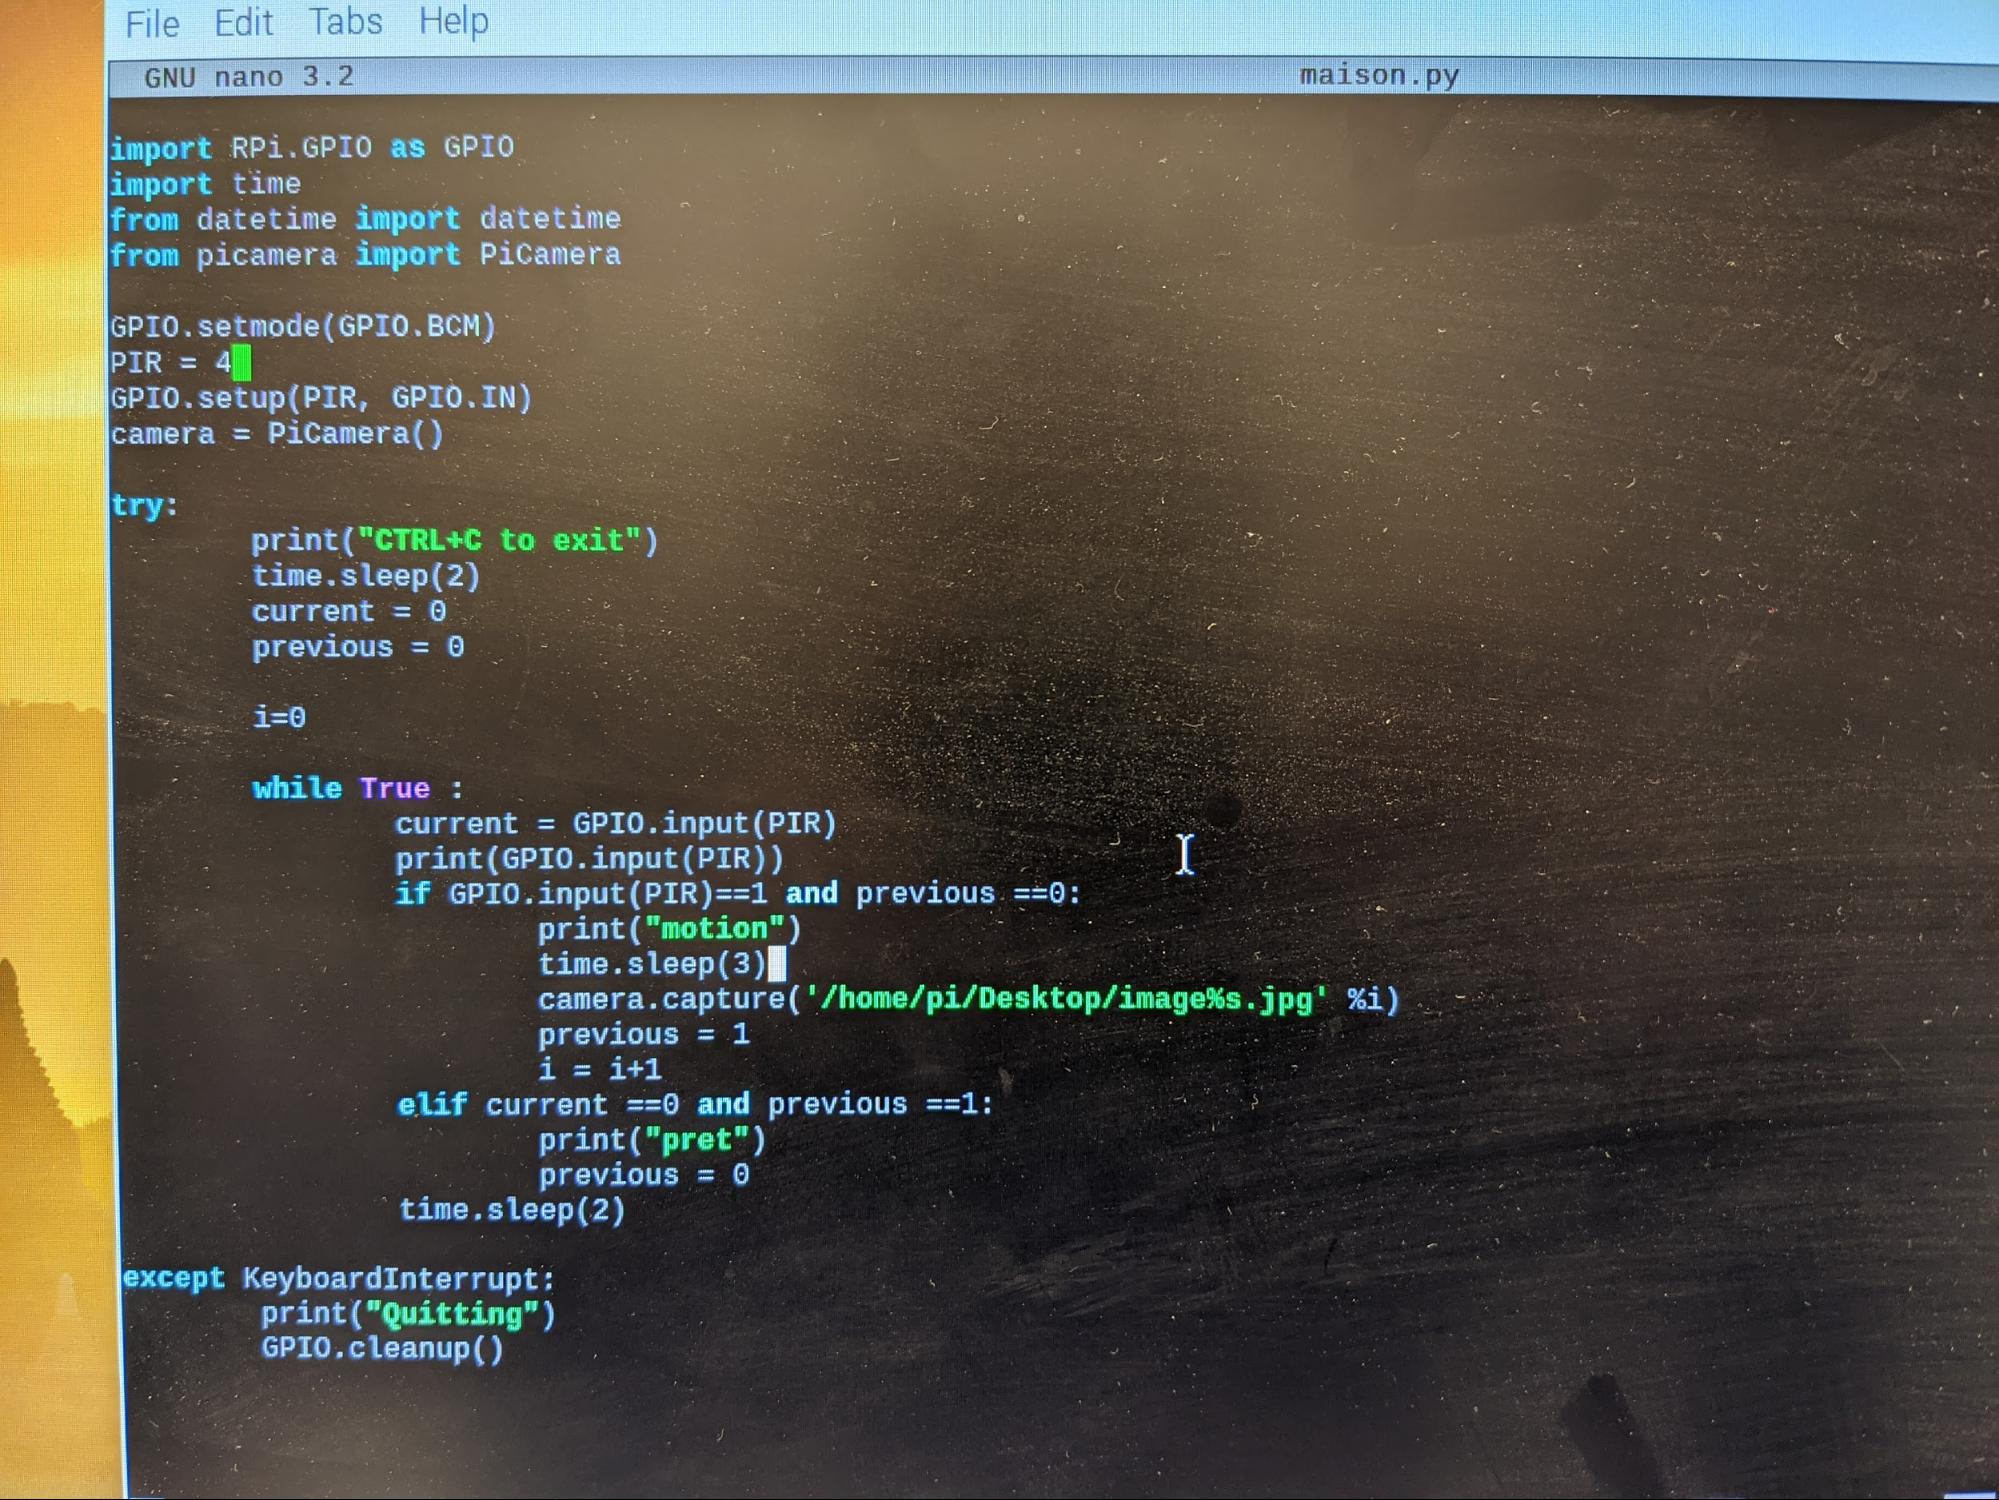 File Edit Tabs Help
GNU nano 3.2 maison.py
import RPi.GPIO as GPIO
import time
from datetime import datetime
from picamera import PiCamera
GPIO.setmode(GPIO.BCM)
PIR = 4
GPIO.setup(PIR, GPIO.IN)
camera = PiCamera()
try:
print("CTRL+C to exit")
time.sleep(2)
current = 0
previous = 0
i=0
while True :
current = GPIO.input(PIR)
print(GPIO.input(PIR))
if GPIO.input(PIR)==1 and previous ==0:
print("motion")
time.sleep(3)
camera.capture('/home/pi/Desktop/image%s.jpg' %i)
previous = 1
i = i+1
elif current ==0 and previous ==1:
print("pret")
previous = 0
time.sleep(2)
except KeyboardInterrupt:
print("Quitting")
GPIO.cleanup()